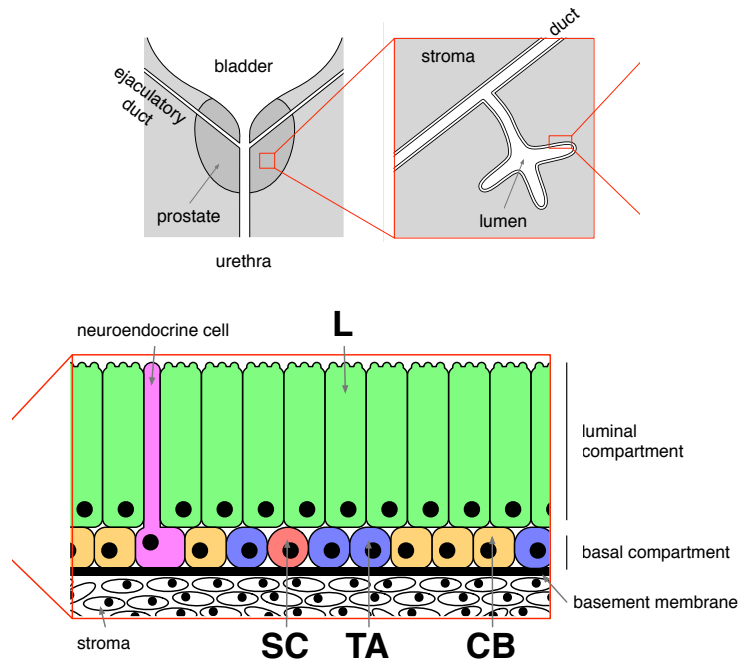 bladder
ejaculatory
duct
prostate
urethra
stroma
duct
lumen
neuroendocrine cell
L
luminal
compartment
basal compartment
basement membrane
stroma
SC
TA
CB